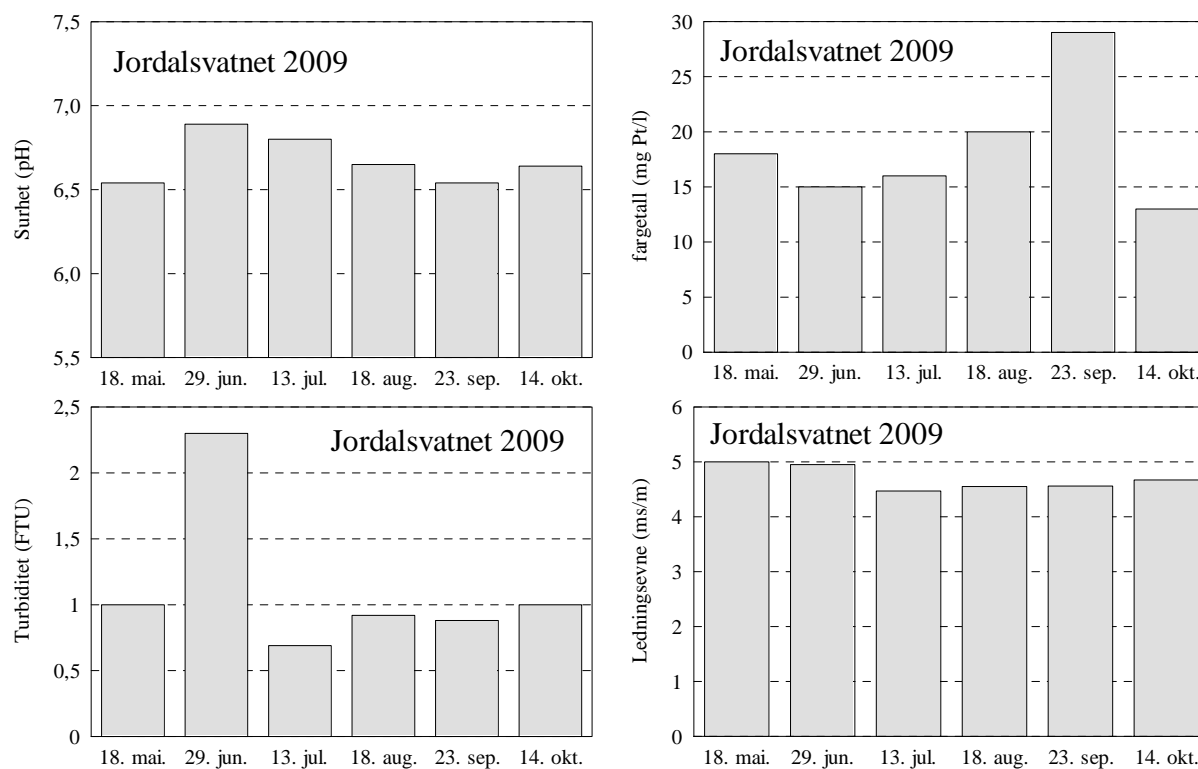 Jordalsvatnet 2009
Surhet (pH)
7,5
7,0
6,5
6,0
5,5
18. mai. 29. jun. 13. jul. 18. aug. 23. sep. 14. okt.
Jordalsvatnet 2009
fargetall (mg Pt/l)
30
25
20
15
10
5
0
18. mai. 29. jun. 13. jul. 18. aug. 23. sep. 14. okt.
Jordalsvatnet 2009
Turbiditet (FTU)
2,5
2
1,5
1
0,5
0
18. mai. 29. jun. 13. jul. 18. aug. 23. sep. 14. okt.
Jordalsvatnet 2009
Ledningsevne (ms/m)
6
5
4
3
2
1
0
18. mai. 29. jun. 13. jul. 18. aug. 23. sep. 14. okt.